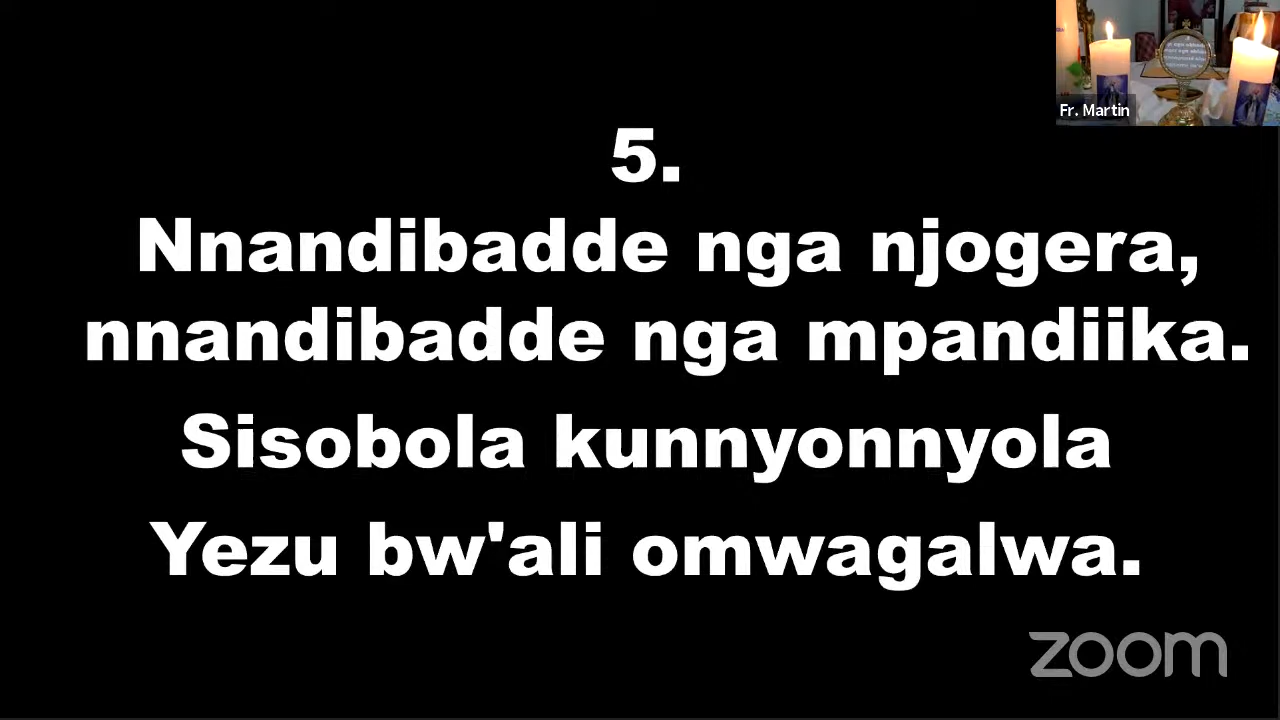 Fr. Martin
5.
Nnandibadde nga njogera,
nnandibadde nga mpandiika.
Sisobola kunnyonnyola
Yezu bw'ali omwagalwa.
zoom